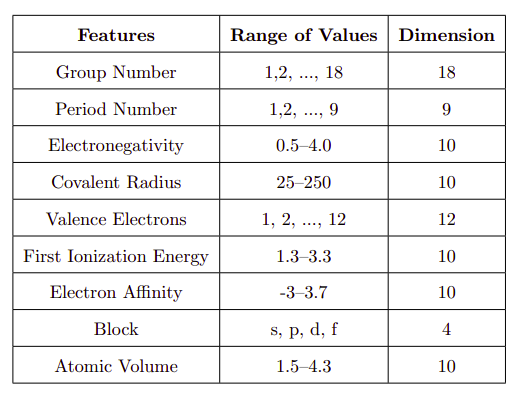 Features Range of Values Dimension
Group Number 1,2, ..., 18 18
Period Number 1,2, ..., 9 9
Electronegativity 0.5–4.0 10
Covalent Radius 25–250 10
Valence Electrons 1, 2, ..., 12 12
First Ionization Energy 1.3–3.3 10
Electron Affinity -3–3.7 10
Block s, p, d, f 4
Atomic Volume 1.5–4.3 10